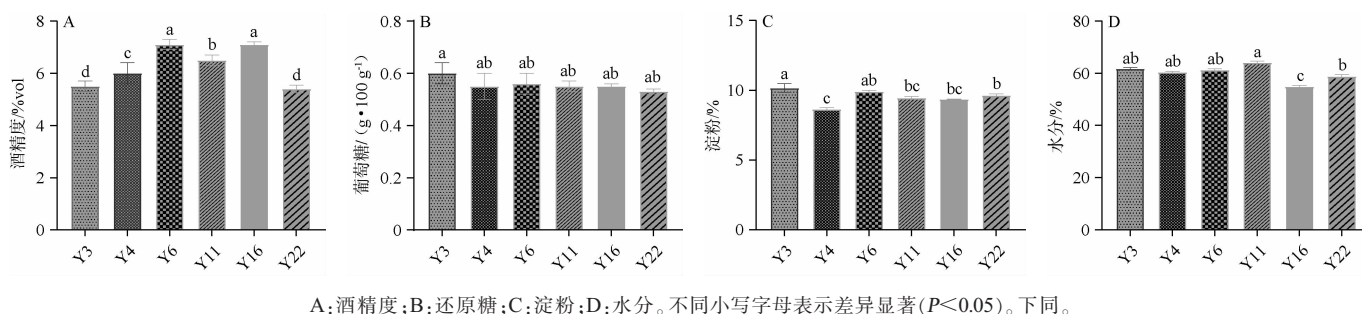 A
酒精度/%vol
8
6
4
2
0
d
c
a
b
a
d
Y3
Y4
Y6
Y11
Y16
Y22
B
葡萄糖/(g•100 g⁻¹)
0.8
0.6
0.4
0.2
0
a
ab
ab
ab
ab
ab
Y3
Y4
Y6
Y11
Y16
Y22
C
淀粉/%
15
10
5
0
a
c
ab
bc
bc
b
Y3
Y4
Y6
Y11
Y16
Y22
D
水分/%
80
60
40
20
0
ab
ab
ab
a
c
b
Y3
Y4
Y6
Y11
Y16
Y22
A:酒精度;B:还原糖;C:淀粉;D:水分。不同小写字母表示差异显著(P<0.05)。下同。